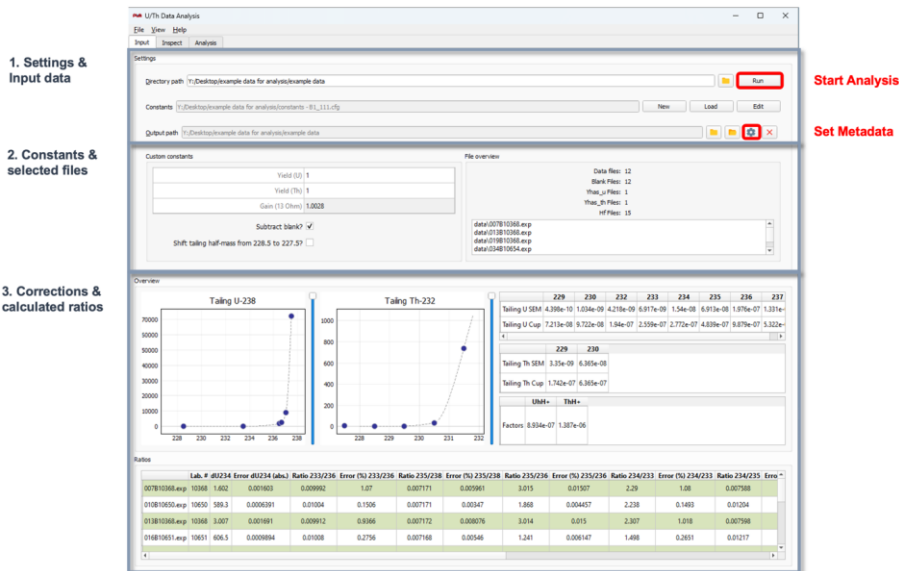 U/Th Data Analysis
File View Help
Input Inspect Analysis
1. Settings &
Input data
Settings
Directory path Y:/Desktop/example data for analysis/example data Run
Start Analysis
Constants Y:/Desktop/example data for analysis/constants - B1_111.cfg New Load Edit
Output path Y:/Desktop/example data for analysis/example data
Set Metadata
2. Constants &
selected files
Custom constants
Yield (U) 1
Yield (Th) 1
Gain (13 Ohm) 1.0028
Subtract blank?
Shift tailing half-mass from 228.5 to 227.5?
File overview
Data files: 12
Blank Files: 12
Yhas_u Files: 1
Yhas_th Files: 1
Hf Files: 15
data\007B10368.exp
data\013B10368.exp
data\019B10368.exp
data\034B10654.exp
3. Corrections &
calculated ratios
Overview
Tailing U-238
70000
60000
50000
40000
30000
20000
10000
0
228 230 232 234 236 238
Tailing Th-232
1000
800
600
400
200
0
228 229 230 231 232
229 230 232 233 234 235 236 237
Tailing U SEM 4.398e-10 1.034e-09 4.218e-09 6.917e-09 1.54e-08 6.913e-08 1.976e-07 1.331e-
Tailing U Cup 7.213e-08 9.722e-08 1.94e-07 2.559e-07 2.772e-07 4.839e-07 9.879e-07 5.322e-
229 230
Tailing Th SEM 3.35e-09 6.365e-08
Tailing Th Cup 1.742e-07 6.365e-07
UhH+ ThH+
Factors 8.934e-07 1.387e-06
Ratios
Lab. # dU234 Error dU234 (abs.) Ratio 233/236 Error (%) 233/236 Ratio 235/238 Error (%) 235/238 Ratio 235/236 Error (%) 235/236 Ratio 234/233 Error (%) 234/233 Ratio 234/235 Erro
007B10368.exp 10368 1.602 0.001603 0.009992 1.07 0.007171 0.005961 3.015 0.01507 2.29 1.08 0.007588
010B10650.exp 10650 589.3 0.0006391 0.01004 0.1506 0.007171 0.00347 1.868 0.004457 2.238 0.1493 0.01204
013B10368.exp 10368 3.007 0.001691 0.009912 0.9366 0.007172 0.008076 3.014 0.015 2.307 1.018 0.007598
016B10651.exp 10651 606.5 0.0009894 0.01008 0.2756 0.007168 0.00546 1.241 0.006147 1.498 0.2651 0.01217